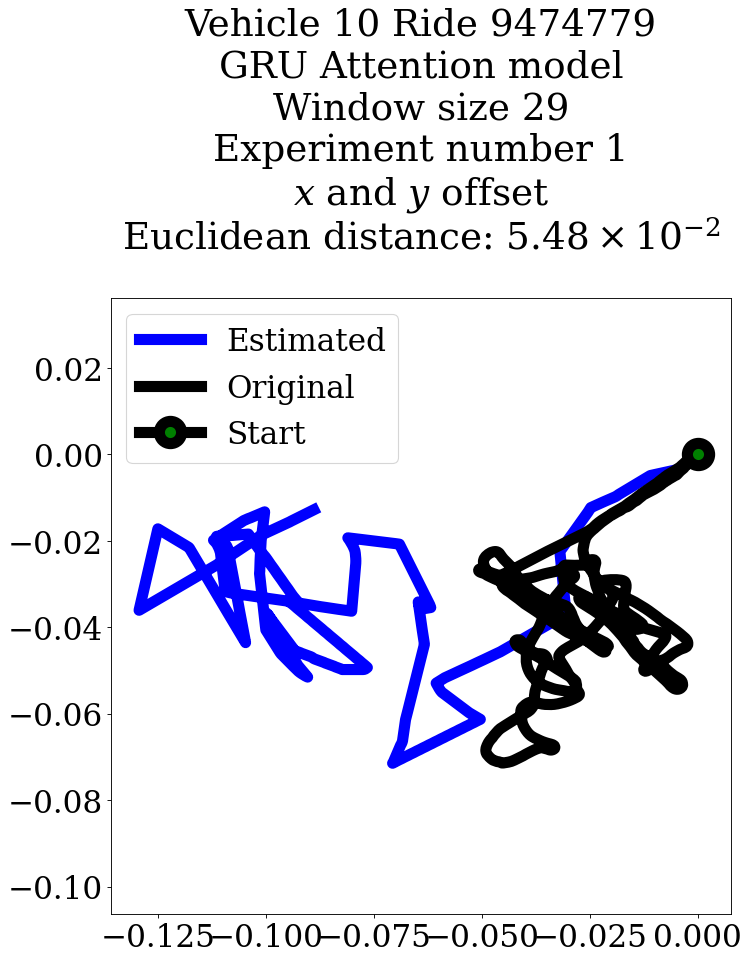 Vehicle 10 Ride 9474779
GRU Attention model
Window size 29
Experiment number 1
x and y offset
Euclidean distance: 5.48 × 10⁻²
Estimated
Original
Start
0.02
0.00
−0.02
−0.04
−0.06
−0.08
−0.10
−0.125 −0.100 −0.075 −0.050 −0.025 0.000